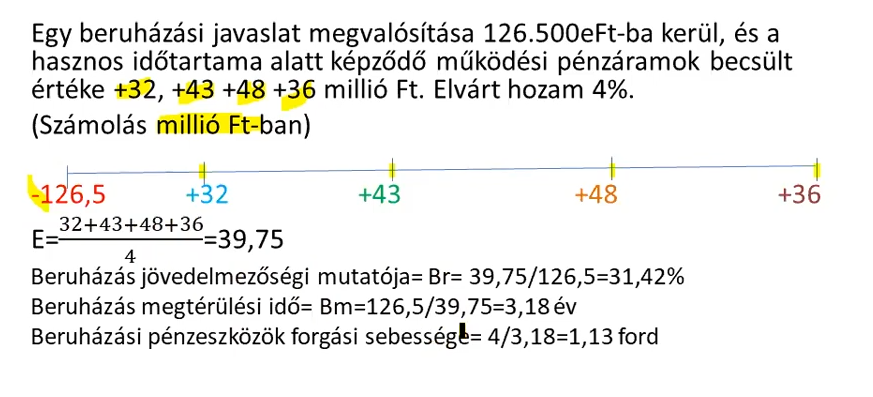 Egy beruházási javaslat megvalósítása 126.500eFt-ba kerül, és a
hasznos időtartama alatt képződő működési pénzáramok becsült
értéke +32, +43 +48 +36 millió Ft. Elvárt hozam 4%.
(Számolás millió Ft-ban)
-126,5 +32 +43 +48 +36
E=32+43+48+36/4=39,75
Beruházás jövedelmezőségi mutatója= Br= 39,75/126,5=31,42%
Beruházás megtérülési idő= Bm=126,5/39,75=3,18 év
Beruházási pénzeszközök forgási sebessége= 4/3,18=1,13 ford